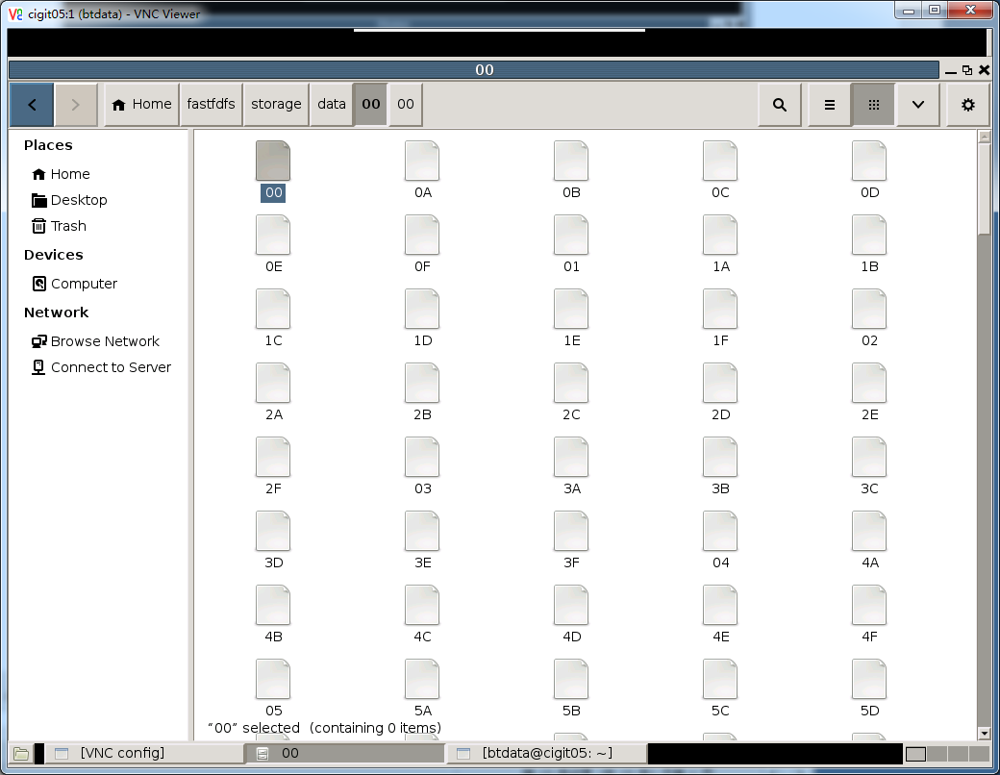 cigit05:1 (btdata) - VNC Viewer
00
Home fastfdfs storage data 00 00
Places
Home
Desktop
Trash
Devices
Computer
Network
Browse Network
Connect to Server
00 0A 0B 0C 0D
0E 0F 01 1A 1B
1C 1D 1E 1F 02
2A 2B 2C 2D 2E
2F 03 3A 3B 3C
3D 3E 3F 04 4A
4B 4C 4D 4E 4F
05 5A 5B 5C 5D
“00” selected (containing 0 items)
[VNC config] 00 [btdata@cigit05: ~]